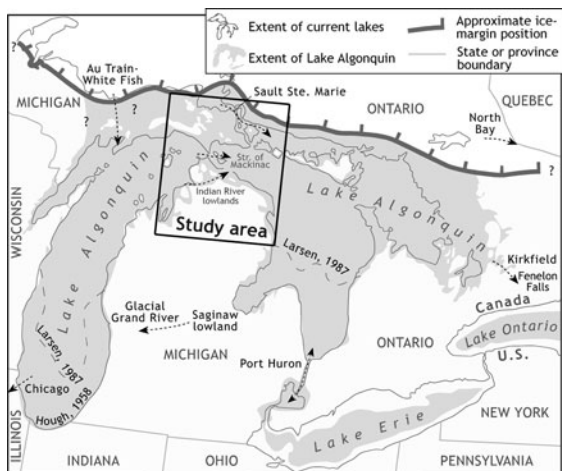 Extent of current lakes
Approximate ice-
margin position
Extent of Lake Algonquin
State or province
boundary
?
Au Train-
White Fish
MICHIGAN
?
?
Sault Ste. Marie
ONTARIO
QUEBEC
North
Bay
?
Str. of
Mackinac
Indian River
lowlands
Study area
Lake Algonquin
Lake Algonquin
WISCONSIN
Larsen, 1987
Kirkfield
Fenelon
Falls
Canada
Glacial
Grand River
Saginaw
lowland
Lake Ontario
U.S.
MICHIGAN
ONTARIO
Port Huron
Larsen,
1987
Chicago
Hough, 1958
NEW YORK
Lake Erie
ILLINOIS
INDIANA
OHIO
PENNSYLVANIA